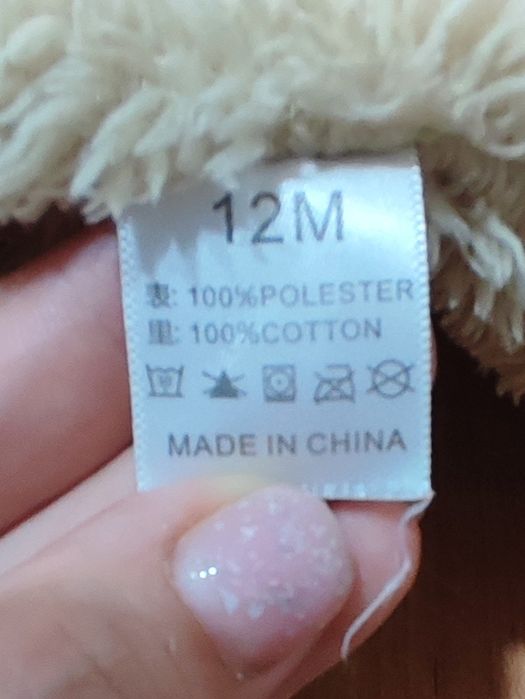 12M
表: 100%POLESTER
里: 100%COTTON
MADE IN CHINA